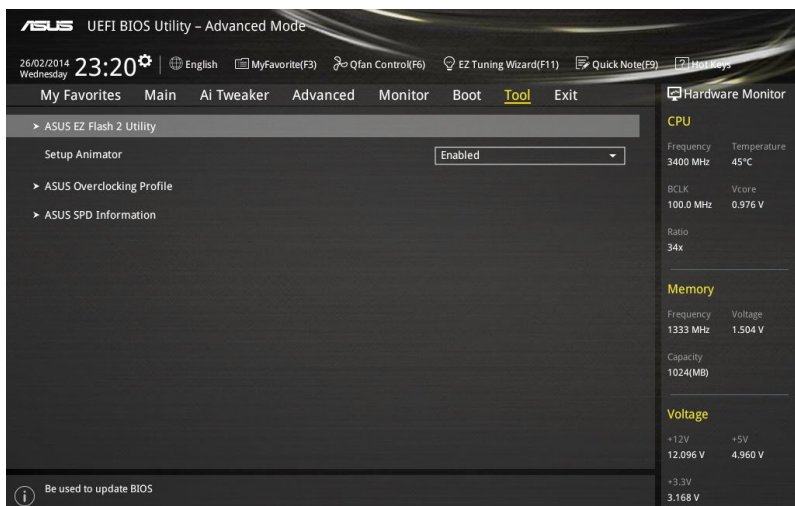 ASUS UEFI BIOS Utility – Advanced Mode
26/02/2014
Wednesday
23:20
English
MyFavorite(F3)
Qfan Control(F6)
EZ Tuning Wizard(F11)
Quick Note(F9)
? Hot Keys
My Favorites Main Ai Tweaker Advanced Monitor Boot Tool Exit
> ASUS EZ Flash 2 Utility
Setup Animator Enabled
> ASUS Overclocking Profile
> ASUS SPD Information
i Be used to update BIOS
Hardware Monitor
CPU
Frequency Temperature
3400 MHz 45°C
BCLK Vcore
100.0 MHz 0.976 V
Ratio
34x
Memory
Frequency Voltage
1333 MHz 1.504 V
Capacity
1024(MB)
Voltage
+12V +5V
12.096 V 4.960 V
+3.3V
3.168 V